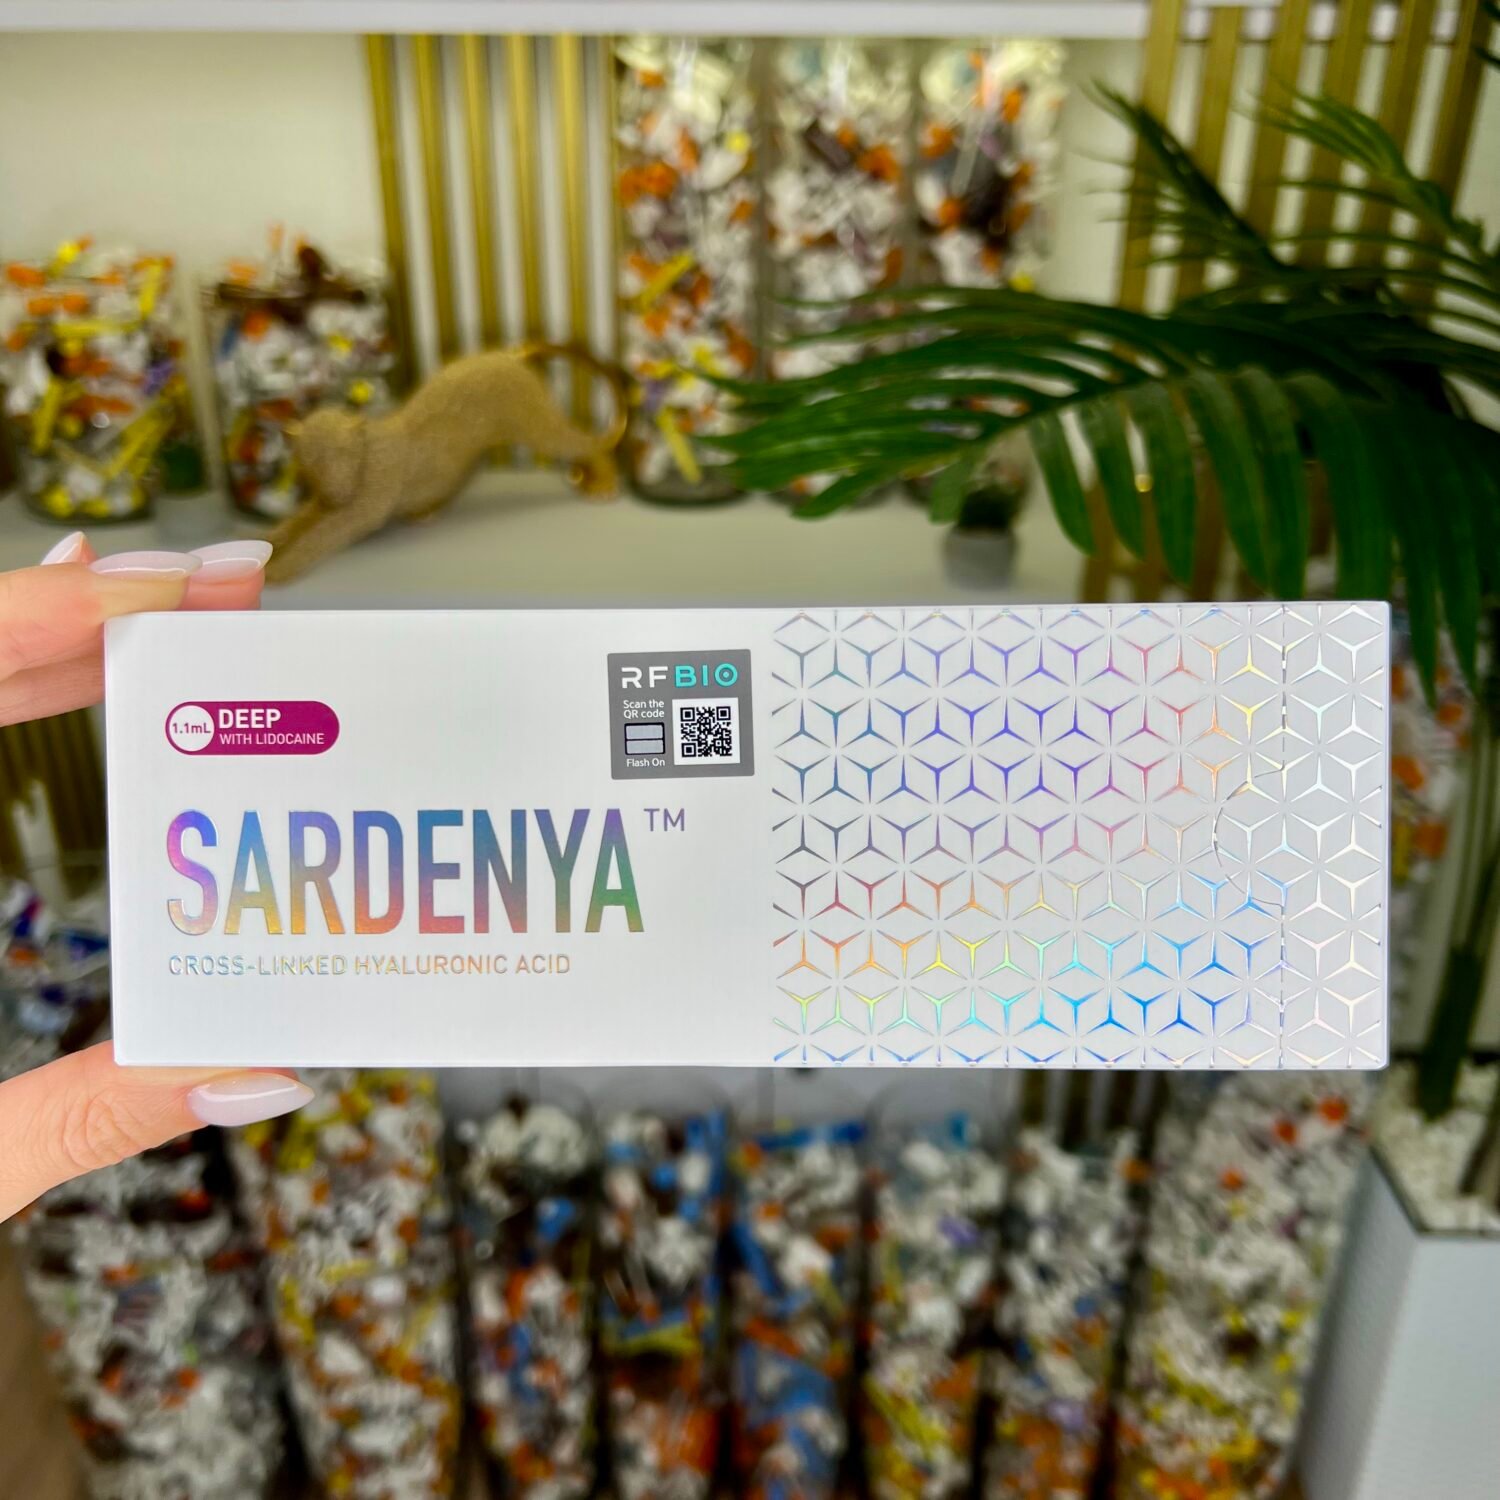 1.1mL DEEP
WITH LIDOCAINE
RFBIO
Scan the
QR code
Flash On
SARDENYA™
CROSS-LINKED HYALURONIC ACID